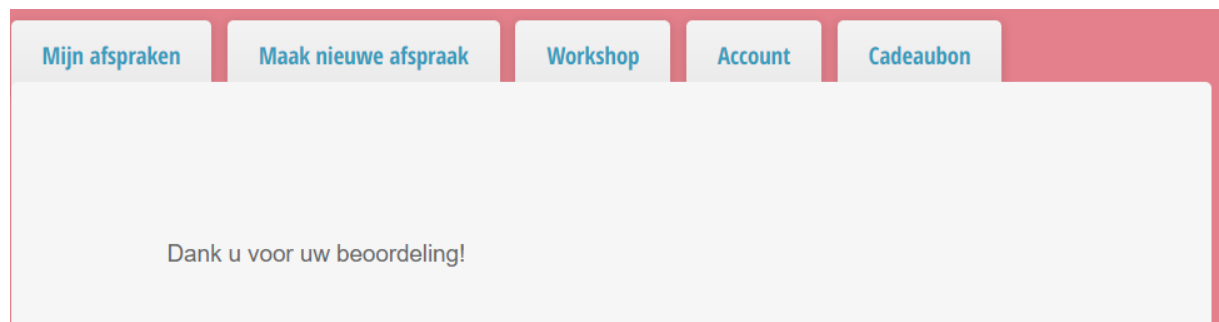 Mijn afspraken Maak nieuwe afspraak Workshop Account Cadeaubon
Dank u voor uw beoordeling!